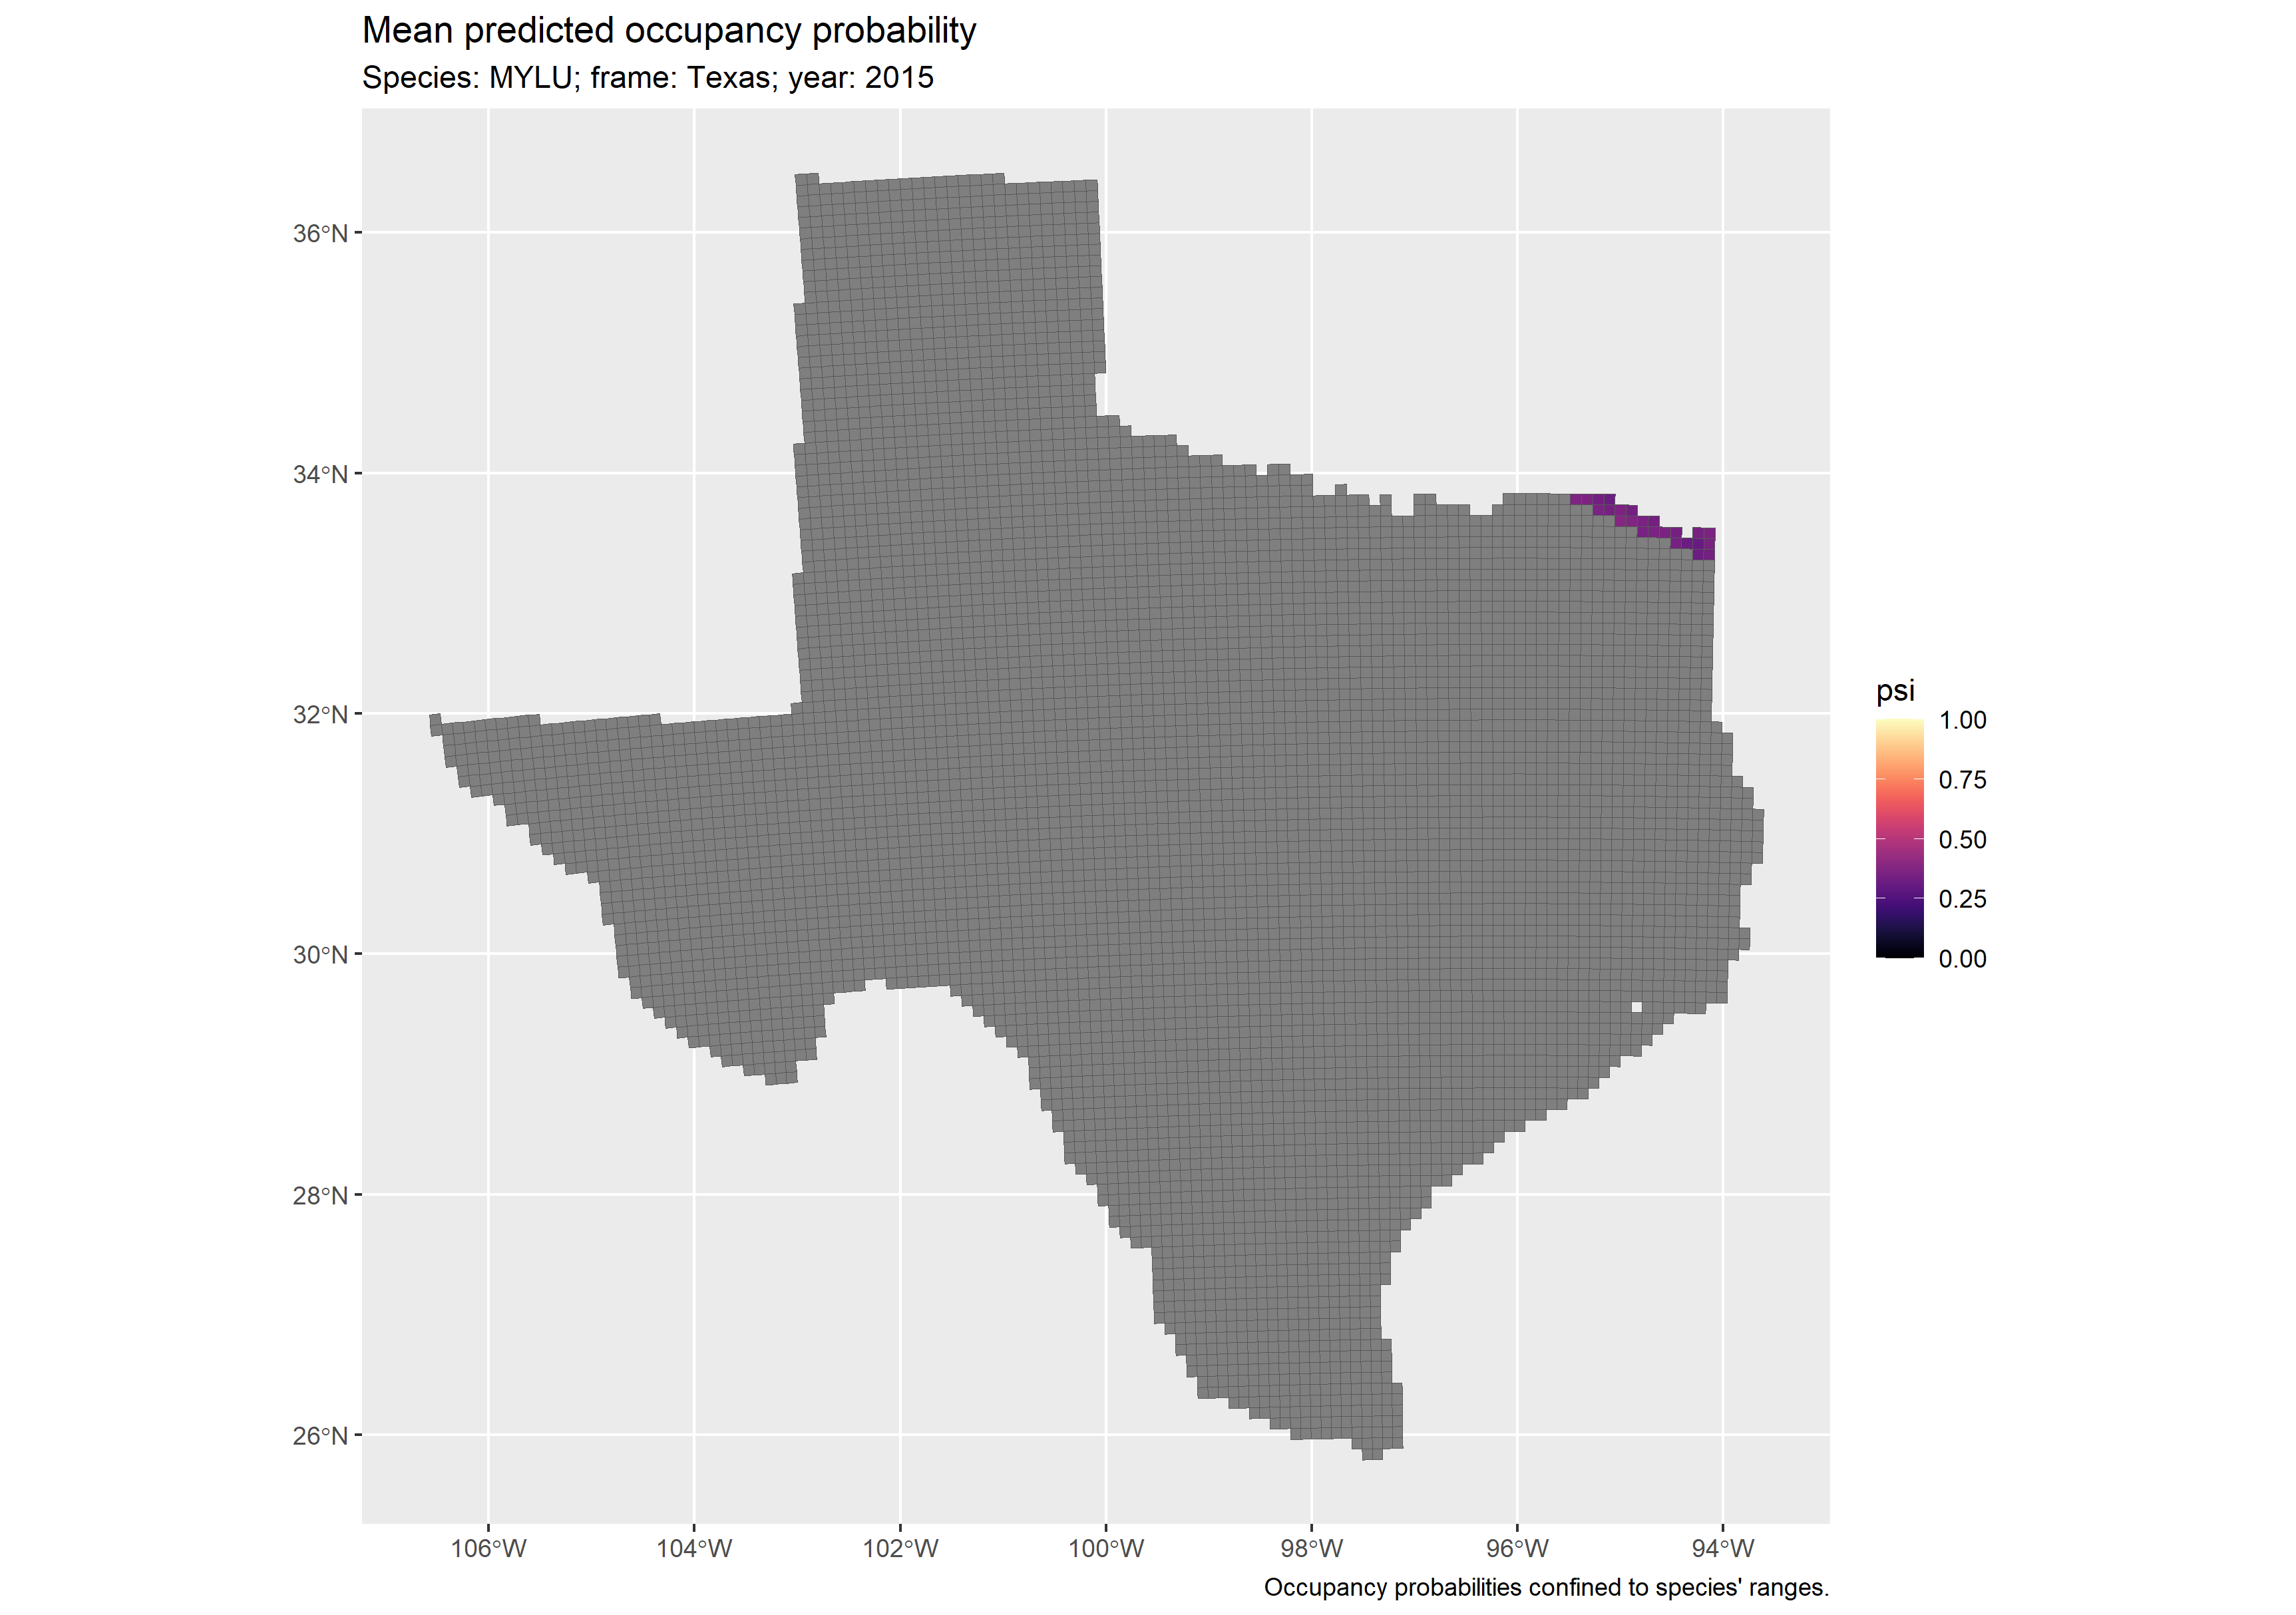 Mean predicted occupancy probability
Species: MYLU; frame: Texas; year: 2015
36°N
34°N
32°N
30°N
28°N
26°N
106°W
104°W
102°W
100°W
98°W
96°W
94°W
psi
1.00
0.75
0.50
0.25
0.00
Occupancy probabilities confined to species' ranges.